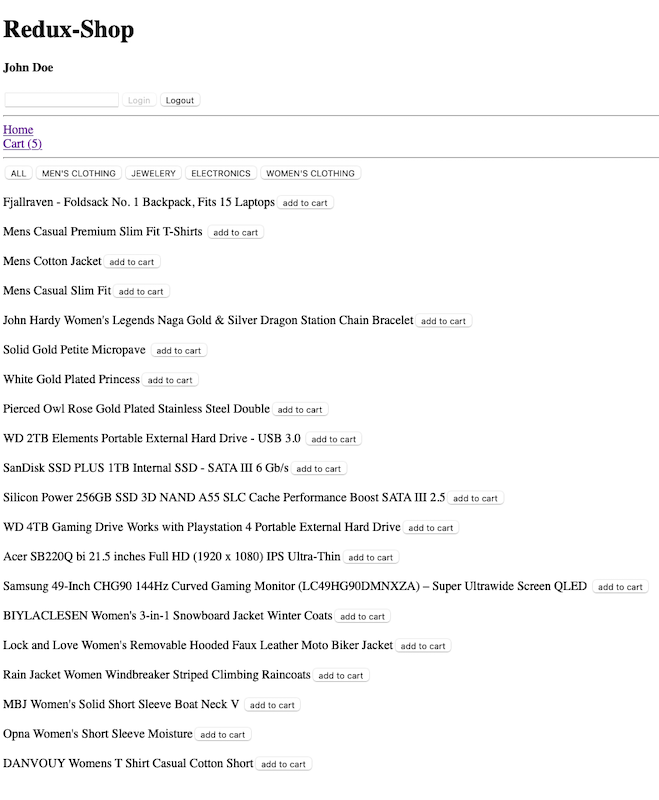 Redux-Shop
John Doe
Login Logout
Home
Cart (5)
ALL MEN'S CLOTHING JEWELERY ELECTRONICS WOMEN'S CLOTHING
Fjallraven - Foldsack No. 1 Backpack, Fits 15 Laptops add to cart
Mens Casual Premium Slim Fit T-Shirts add to cart
Mens Cotton Jacket add to cart
Mens Casual Slim Fit add to cart
John Hardy Women's Legends Naga Gold & Silver Dragon Station Chain Bracelet add to cart
Solid Gold Petite Micropave add to cart
White Gold Plated Princess add to cart
Pierced Owl Rose Gold Plated Stainless Steel Double add to cart
WD 2TB Elements Portable External Hard Drive - USB 3.0 add to cart
SanDisk SSD PLUS 1TB Internal SSD - SATA III 6 Gb/s add to cart
Silicon Power 256GB SSD 3D NAND A55 SLC Cache Performance Boost SATA III 2.5 add to cart
WD 4TB Gaming Drive Works with Playstation 4 Portable External Hard Drive add to cart
Acer SB220Q bi 21.5 inches Full HD (1920 x 1080) IPS Ultra-Thin add to cart
Samsung 49-Inch CHG90 144Hz Curved Gaming Monitor (LC49HG90DMNXZA) – Super Ultrawide Screen QLED add to cart
BIYLACLESEN Women's 3-in-1 Snowboard Jacket Winter Coats add to cart
Lock and Love Women's Removable Hooded Faux Leather Moto Biker Jacket add to cart
Rain Jacket Women Windbreaker Striped Climbing Raincoats add to cart
MBJ Women's Solid Short Sleeve Boat Neck V add to cart
Opna Women's Short Sleeve Moisture add to cart
DANVOUY Womens T Shirt Casual Cotton Short add to cart